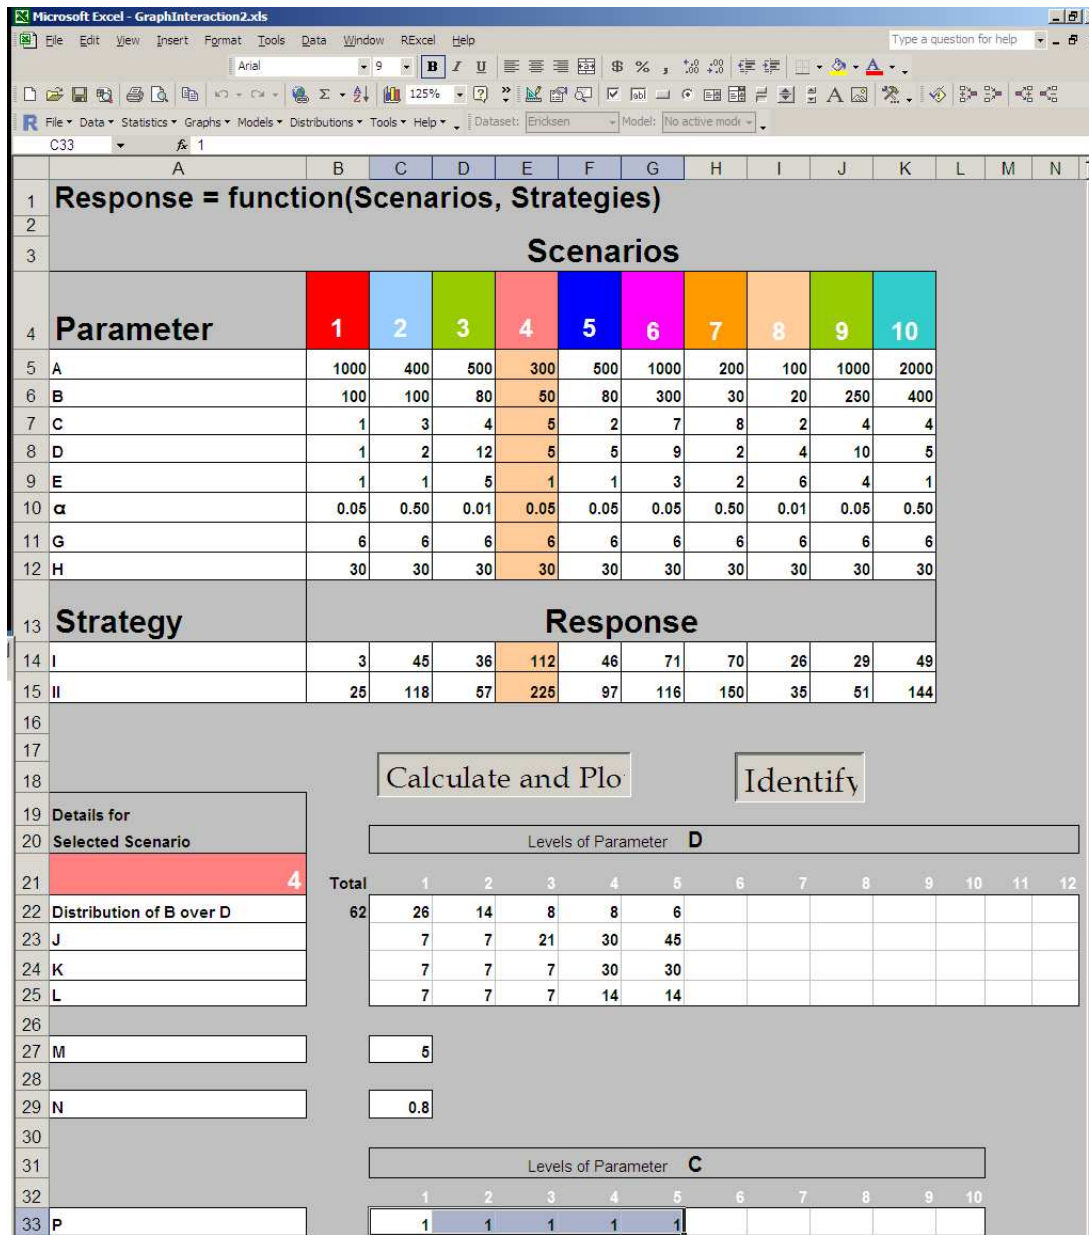 Microsoft Excel - GraphInteraction2.xls
File Edit View Insert Format Tools Data Window RExcel Help Type a question for help
Arial 9 B I U $ % ,
125%
File Data Statistics Graphs Models Distributions Tools Help Dataset: Ericksen Model: No active mode
C33 fx 1
A B C D E F G H I J K L M N
1 Response = function(Scenarios, Strategies)
2
3 Scenarios
4 Parameter 1 2 3 4 5 6 7 8 9 10
5 A 1000 400 500 300 500 1000 200 100 1000 2000
6 B 100 100 80 50 80 300 30 20 250 400
7 C 1 3 4 5 2 7 8 2 4 4
8 D 1 2 12 5 5 9 2 4 10 5
9 E 1 1 5 1 1 3 2 6 4 1
10 α 0.05 0.50 0.01 0.05 0.05 0.05 0.50 0.01 0.05 0.50
11 G 6 6 6 6 6 6 6 6 6 6
12 H 30 30 30 30 30 30 30 30 30 30
13 Strategy Response
14 I 3 45 36 112 46 71 70 26 29 49
15 II 25 118 57 225 97 116 150 35 51 144
16
17
18 Calculate and Plo Identify
19 Details for
20 Selected Scenario Levels of Parameter D
21 4 Total 1 2 3 4 5 6 7 8 9 10 11 12
22 Distribution of B over D 62 26 14 8 8 6
23 J 7 7 21 30 45
24 K 7 7 7 30 30
25 L 7 7 7 14 14
26
27 M 5
28
29 N 0.8
30
31 Levels of Parameter C
32 1 2 3 4 5 6 7 8 9 10
33 P 1 1 1 1 1